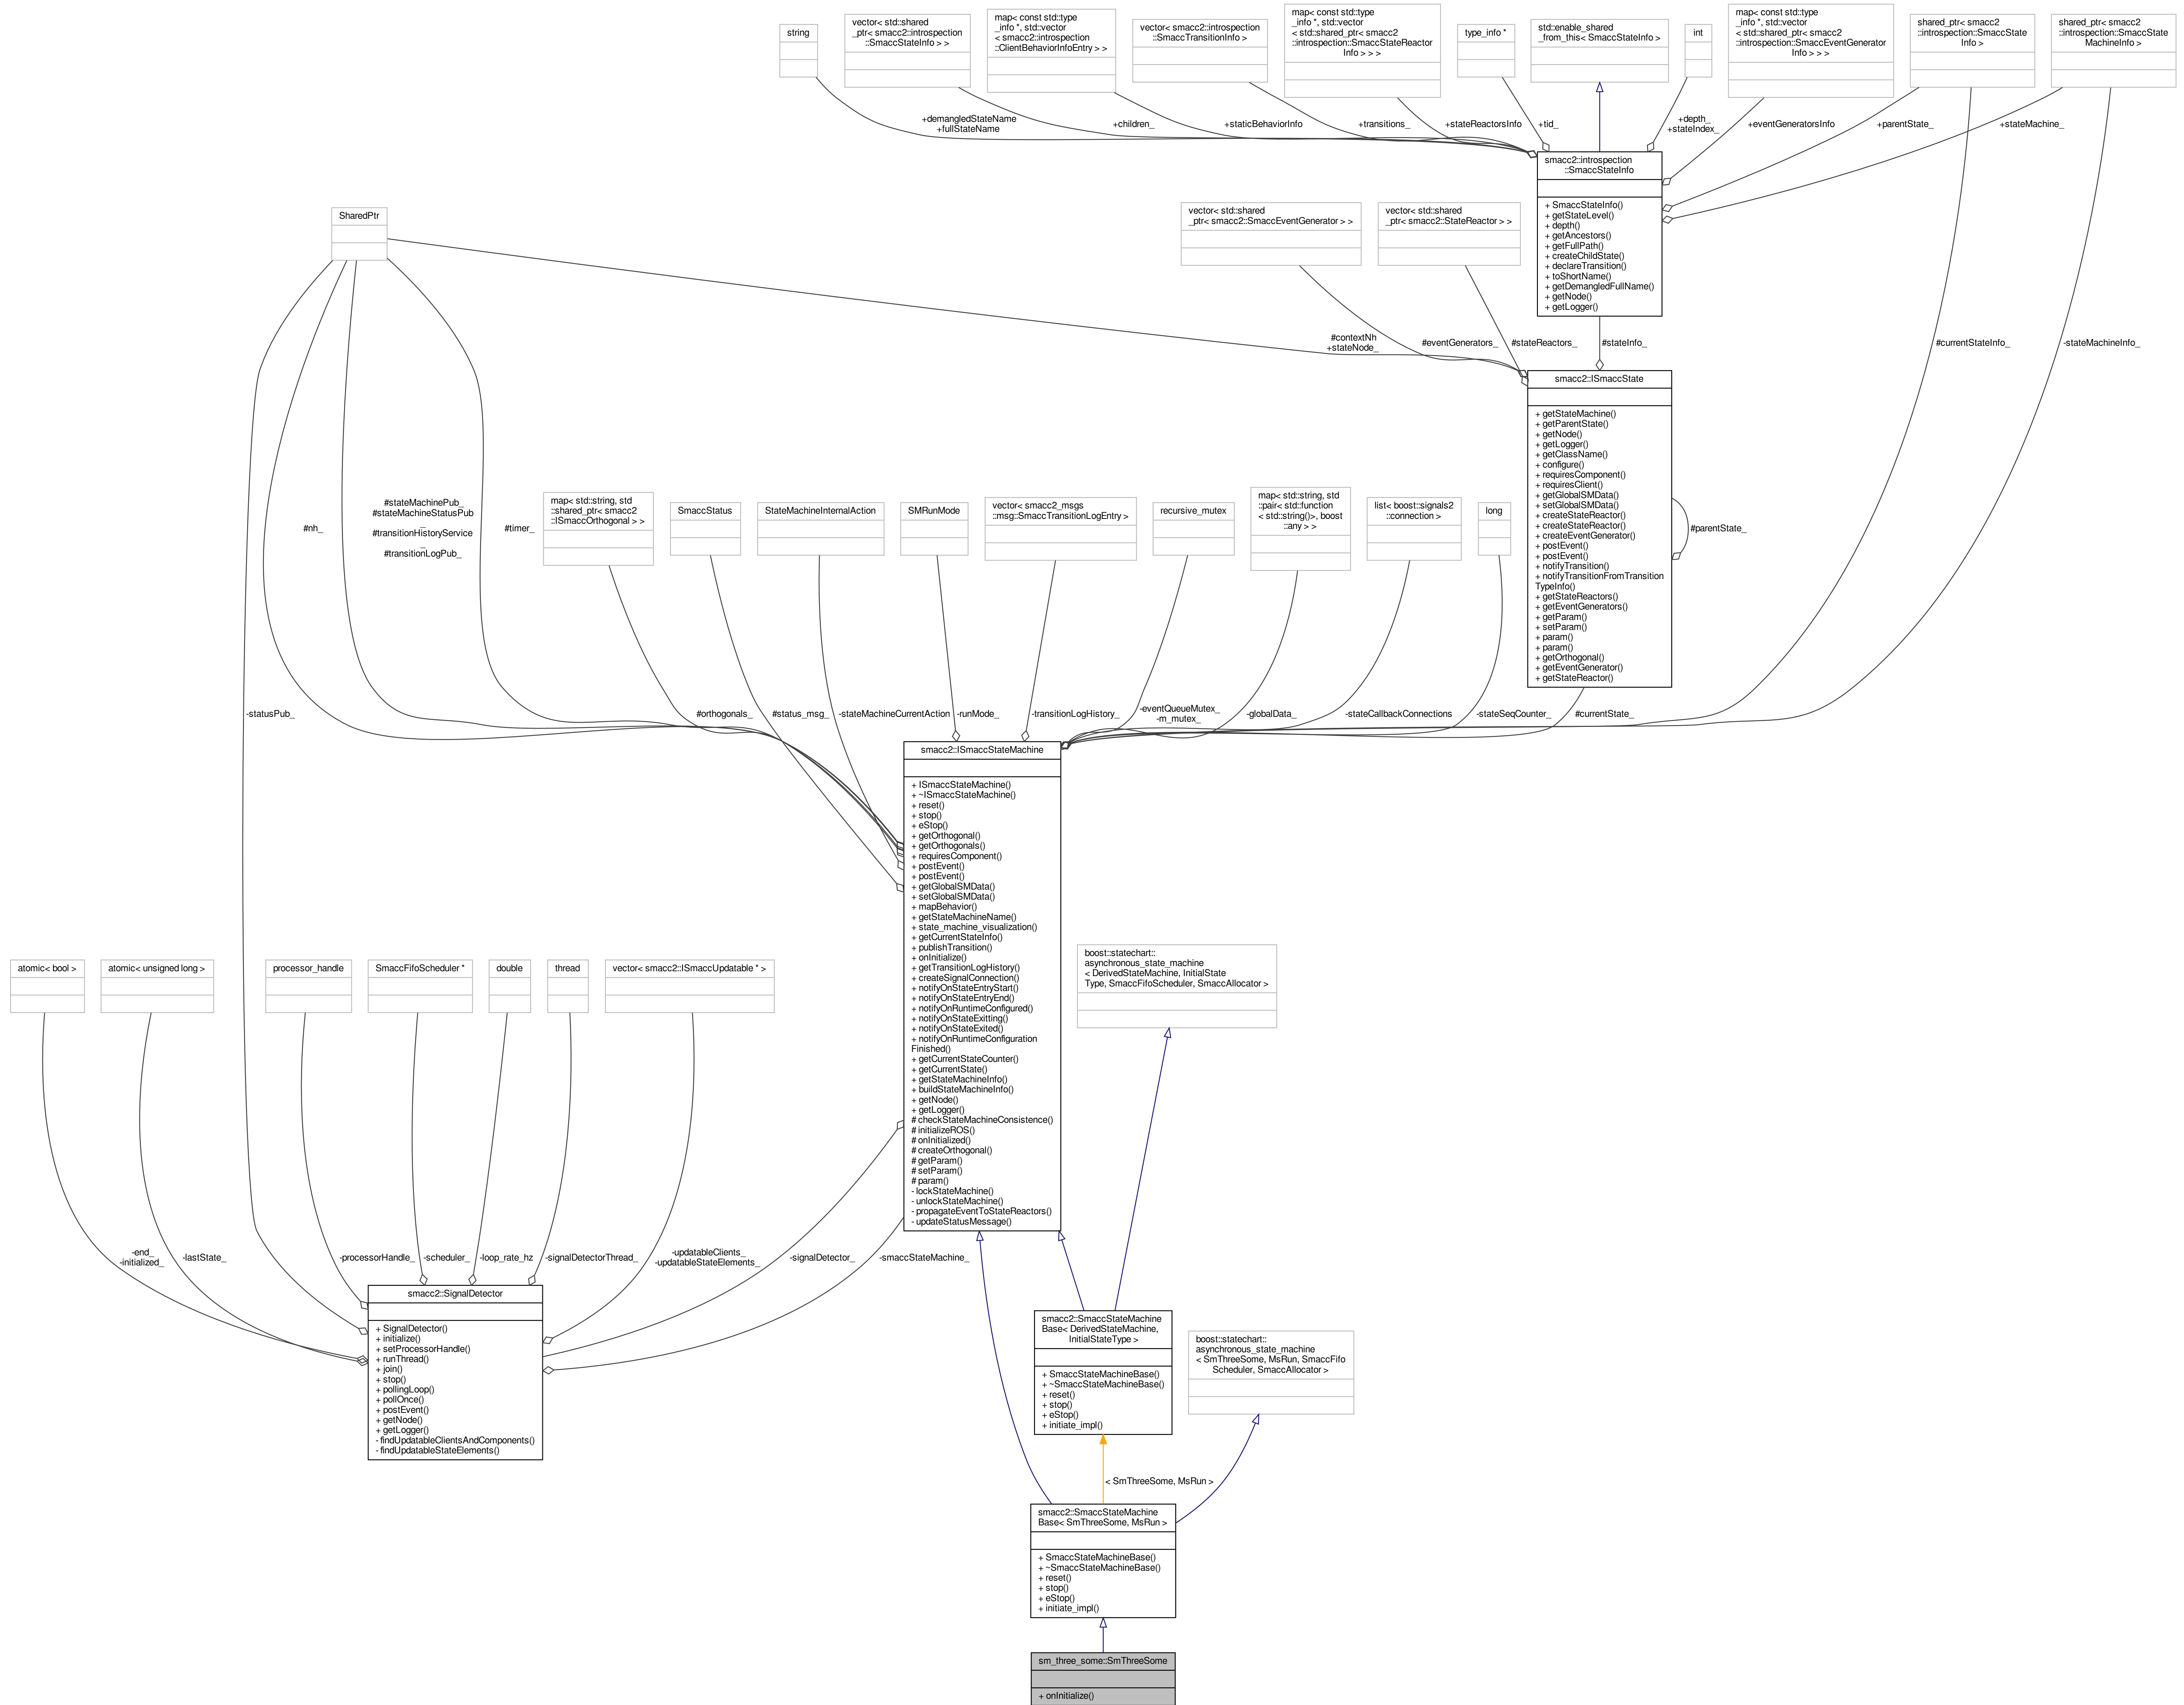 string
vector< std::shared
_ptr< smacc2::introspection
::SmaccStateInfo > >
map< const std::type
_info *, std::vector
< smacc2::introspection
::ClientBehaviorInfoEntry > >
vector< smacc2::introspection
::SmaccTransitionInfo >
map< const std::type
_info *, std::vector
< std::shared_ptr< smacc2
::introspection::SmaccStateReactor
Info > > >
type_info *
std::enable_shared
_from_this< SmaccStateInfo >
int
map< const std::type
_info *, std::vector
< std::shared_ptr< smacc2
::introspection::SmaccEventGenerator
Info > > >
shared_ptr< smacc2
::introspection::SmaccState
Info >
shared_ptr< smacc2
::introspection::SmaccState
MachineInfo >
+demangledStateName
+fullStateName
+children_
+staticBehaviorInfo
+transitions_
+stateReactorsInfo
+tid_
+depth_
+stateIndex_
+eventGeneratorsInfo
+parentState_
+stateMachine_
smacc2::introspection
::SmaccStateInfo
+ SmaccStateInfo()
+ getStateLevel()
+ depth()
+ getAncestors()
+ getFullPath()
+ createChildState()
+ declareTransition()
+ toShortName()
+ getDemangledFullName()
+ getNode()
+ getLogger()
SharedPtr
vector< std::shared
_ptr< smacc2::SmaccEventGenerator > >
vector< std::shared
_ptr< smacc2::StateReactor > >
#contextNh
+stateNode_
#eventGenerators_
#stateReactors_
#stateInfo_
#currentStateInfo_
-stateMachineInfo_
smacc2::ISmaccState
+ getStateMachine()
+ getParentState()
+ getNode()
+ getLogger()
+ getClassName()
+ configure()
+ requiresComponent()
+ requiresClient()
+ getGlobalSMData()
+ setGlobalSMData()
+ createStateReactor()
+ createStateReactor()
+ createEventGenerator()
+ postEvent()
+ postEvent()
+ notifyTransition()
+ notifyTransitionFromTransition
TypeInfo()
+ getStateReactors()
+ getEventGenerators()
+ getParam()
+ setParam()
+ param()
+ param()
+ getOrthogonal()
+ getEventGenerator()
+ getStateReactor()
#parentState_
#nh_
#stateMachinePub_
#stateMachineStatusPub
_
#transitionHistoryService
_
#transitionLogPub_
#timer_
map< std::string, std
::shared_ptr< smacc2
::ISmaccOrthogonal > >
SmaccStatus
StateMachineInternalAction
SMRunMode
vector< smacc2_msgs
::msg::SmaccTransitionLogEntry >
recursive_mutex
map< std::string, std
::pair< std::function
< std::string()>, boost
::any > >
list< boost::signals2
::connection >
long
-statusPub_
#orthogonals_
#status_msg_
-stateMachineCurrentAction
-runMode_
-transitionLogHistory_
-eventQueueMutex_
-m_mutex_
-globalData_
-stateCallbackConnections
-stateSeqCounter_
#currentState_
smacc2::ISmaccStateMachine
+ ISmaccStateMachine()
+ ~ISmaccStateMachine()
+ reset()
+ stop()
+ eStop()
+ getOrthogonal()
+ getOrthogonals()
+ requiresComponent()
+ postEvent()
+ postEvent()
+ getGlobalSMData()
+ setGlobalSMData()
+ mapBehavior()
+ getStateMachineName()
+ state_machine_visualization()
+ getCurrentStateInfo()
+ publishTransition()
+ onInitialize()
+ getTransitionLogHistory()
+ createSignalConnection()
+ notifyOnStateEntryStart()
+ notifyOnStateEntryEnd()
+ notifyOnRuntimeConfigured()
+ notifyOnStateExitting()
+ notifyOnStateExited()
+ notifyOnRuntimeConfiguration
Finished()
+ getCurrentStateCounter()
+ getCurrentState()
+ getStateMachineInfo()
+ buildStateMachineInfo()
+ getNode()
+ getLogger()
# checkStateMachineConsistence()
# initializeROS()
# onInitialized()
# createOrthogonal()
# getParam()
# setParam()
# param()
- lockStateMachine()
- unlockStateMachine()
- propagateEventToStateReactors()
- updateStatusMessage()
atomic< bool >
atomic< unsigned long >
processor_handle
SmaccFifoScheduler *
double
thread
vector< smacc2::ISmaccUpdatable * >
boost::statechart::
asynchronous_state_machine
< DerivedStateMachine, InitialState
Type, SmaccFifoScheduler, SmaccAllocator >
-end_
-initialized_
-lastState_
-processorHandle_
-scheduler_
-loop_rate_hz
-signalDetectorThread_
-updatableClients_
-updatableStateElements_
-signalDetector_
-smaccStateMachine_
smacc2::SignalDetector
+ SignalDetector()
+ initialize()
+ setProcessorHandle()
+ runThread()
+ join()
+ stop()
+ pollingLoop()
+ pollOnce()
+ postEvent()
+ getNode()
+ getLogger()
- findUpdatableClientsAndComponents()
- findUpdatableStateElements()
smacc2::SmaccStateMachine
Base< DerivedStateMachine,
InitialStateType >
+ SmaccStateMachineBase()
+ ~SmaccStateMachineBase()
+ reset()
+ stop()
+ eStop()
+ initiate_impl()
boost::statechart::
asynchronous_state_machine
< SmThreeSome, MsRun, SmaccFifo
Scheduler, SmaccAllocator >
< SmThreeSome, MsRun >
smacc2::SmaccStateMachine
Base< SmThreeSome, MsRun >
+ SmaccStateMachineBase()
+ ~SmaccStateMachineBase()
+ reset()
+ stop()
+ eStop()
+ initiate_impl()
sm_three_some::SmThreeSome
+ onInitialize()